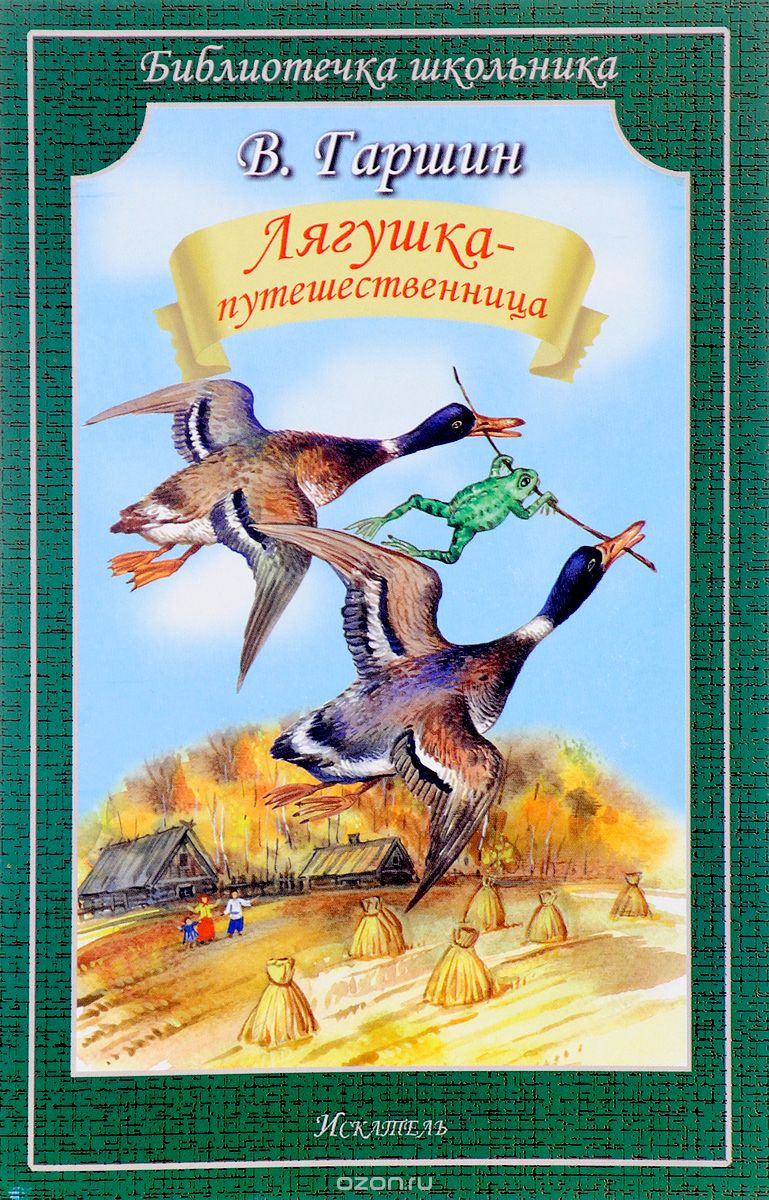 Библиотечка школьника
В. Гаршин
Лягушка-
путешественница
Искатель
ozon.ru